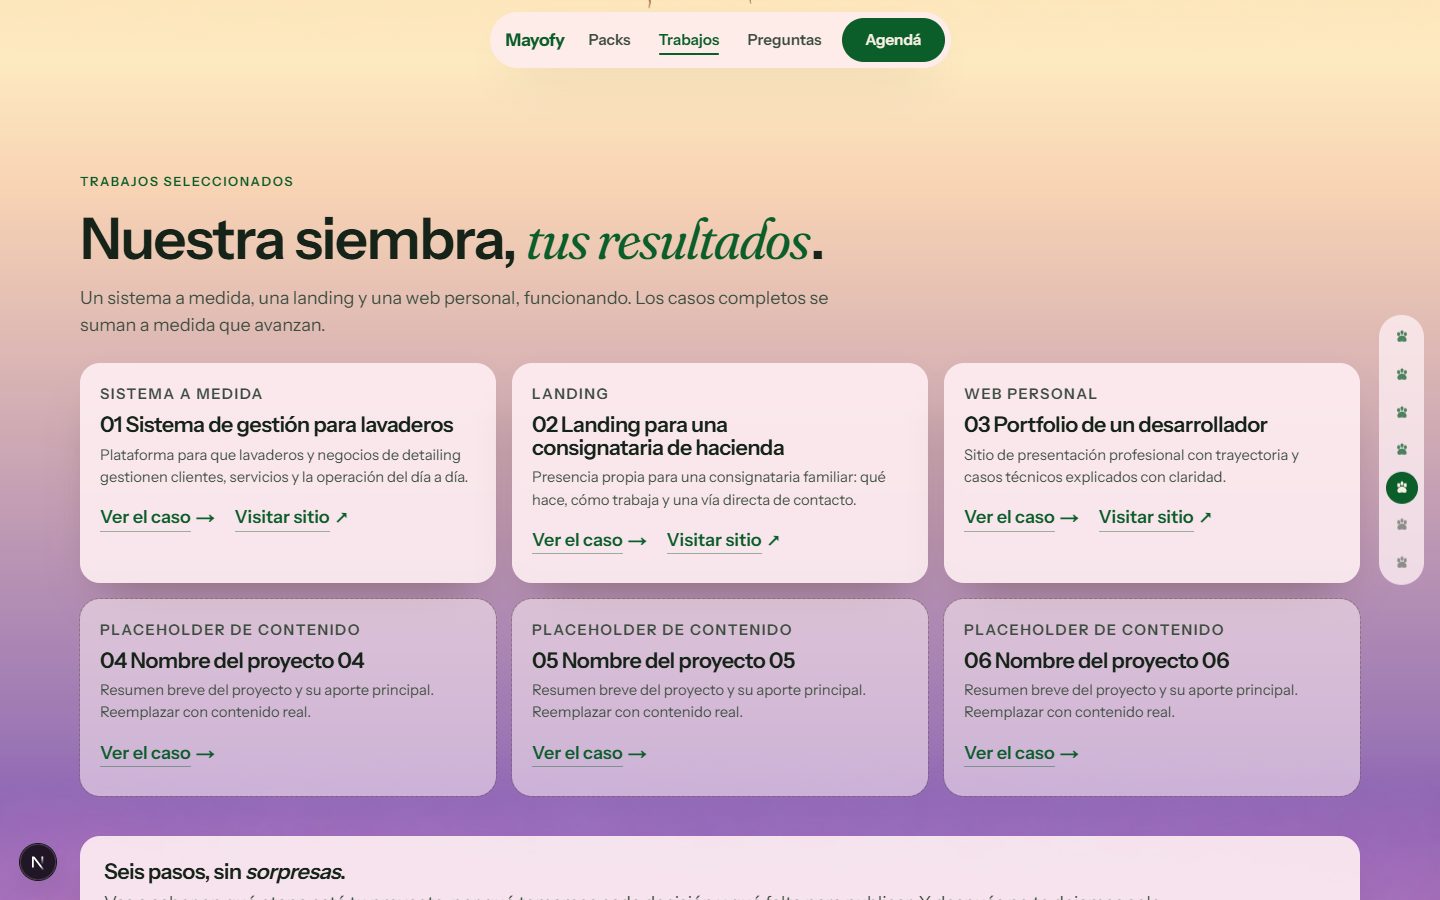 Mayofy Packs Trabajos Preguntas Agendá
TRABAJOS SELECCIONADOS
Nuestra siembra, tus resultados.
Un sistema a medida, una landing y una web personal, funcionando. Los casos completos se
suman a medida que avanzan.
SISTEMA A MEDIDA
01 Sistema de gestión para lavaderos
Plataforma para que lavaderos y negocios de detailing
gestionen clientes, servicios y la operación del día a día.
Ver el caso → Visitar sitio ↗
LANDING
02 Landing para una
consignataria de hacienda
Presencia propia para una consignataria familiar: qué
hace, cómo trabaja y una vía directa de contacto.
Ver el caso → Visitar sitio ↗
WEB PERSONAL
03 Portfolio de un desarrollador
Sitio de presentación profesional con trayectoria y
casos técnicos explicados con claridad.
Ver el caso → Visitar sitio ↗
PLACEHOLDER DE CONTENIDO
04 Nombre del proyecto 04
Resumen breve del proyecto y su aporte principal.
Reemplazar con contenido real.
Ver el caso →
PLACEHOLDER DE CONTENIDO
05 Nombre del proyecto 05
Resumen breve del proyecto y su aporte principal.
Reemplazar con contenido real.
Ver el caso →
PLACEHOLDER DE CONTENIDO
06 Nombre del proyecto 06
Resumen breve del proyecto y su aporte principal.
Reemplazar con contenido real.
Ver el caso →
N
Seis pasos, sin sorpresas.